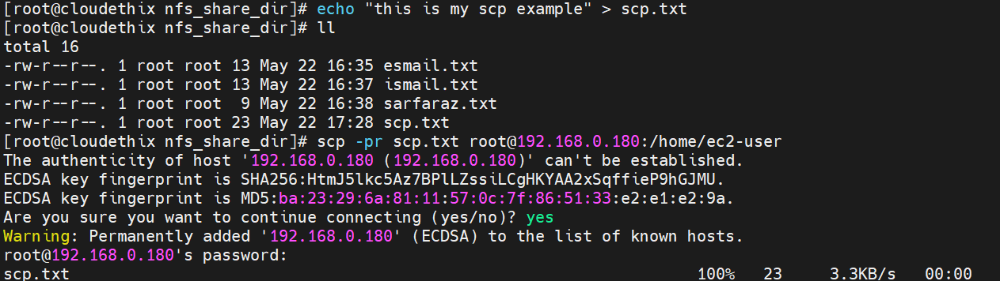 [root@cloudethix nfs_share_dir]# echo "this is my scp example" > scp.txt
[root@cloudethix nfs_share_dir]# ll
total 16
-rw-r--r--. 1 root root 13 May 22 16:35 esmail.txt
-rw-r--r--. 1 root root 13 May 22 16:37 ismail.txt
-rw-r--r--. 1 root root  9 May 22 16:38 sarfaraz.txt
-rw-r--r--. 1 root root 23 May 22 17:28 scp.txt
[root@cloudethix nfs_share_dir]# scp -pr scp.txt root@192.168.0.180:/home/ec2-user
The authenticity of host '192.168.0.180 (192.168.0.180)' can't be established.
ECDSA key fingerprint is SHA256:HtmJ5lkc5Az7BPlLZssiLCgHKYAA2xSqffieP9hGJMU.
ECDSA key fingerprint is MD5:ba:23:29:6a:81:11:57:0c:7f:86:51:33:e2:e1:e2:9a.
Are you sure you want to continue connecting (yes/no)? yes
Warning: Permanently added '192.168.0.180' (ECDSA) to the list of known hosts.
root@192.168.0.180's password:
scp.txt 100% 23 3.3KB/s 00:00